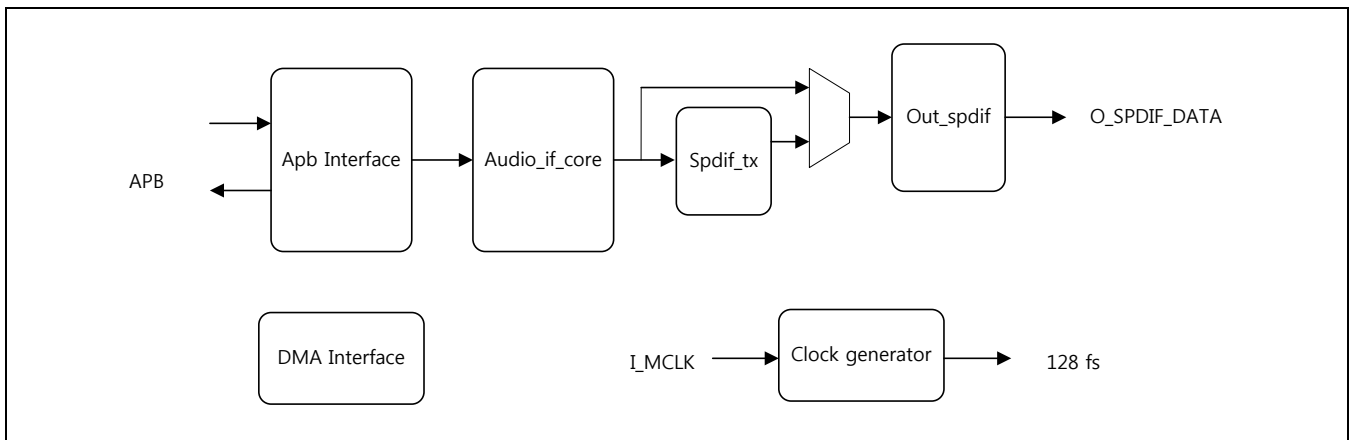 APB
Apb Interface
Audio_if_core
Spdif_tx
Out_spdif
O_SPDIF_DATA
DMA Interface
I_MCLK
Clock generator
128 fs